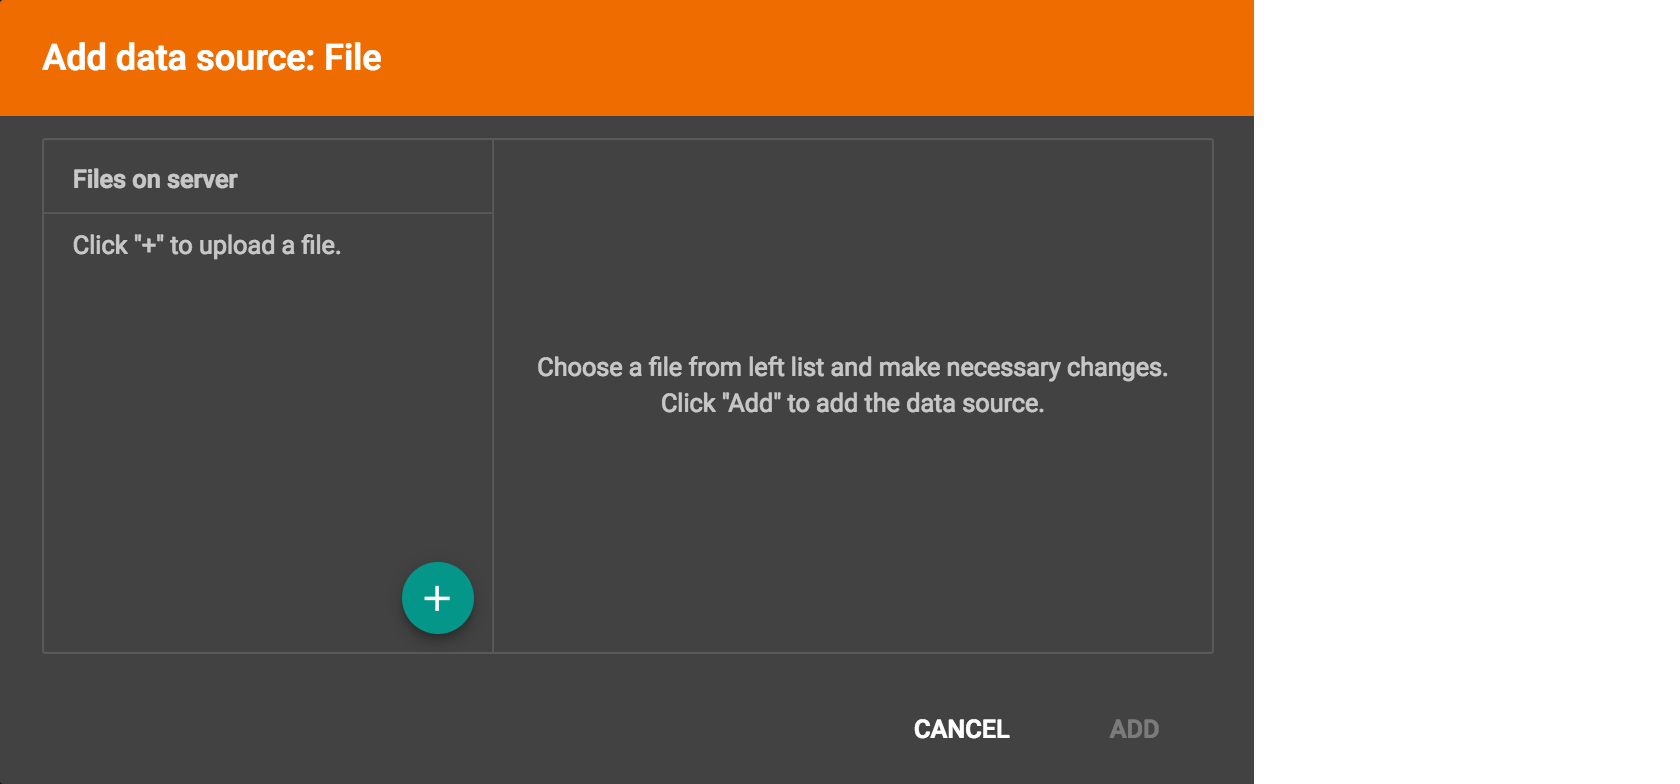 Add data source: File
Files on server
Click "+" to upload a file.
Choose a file from left list and make necessary changes.
Click "Add" to add the data source.
+
CANCEL
ADD